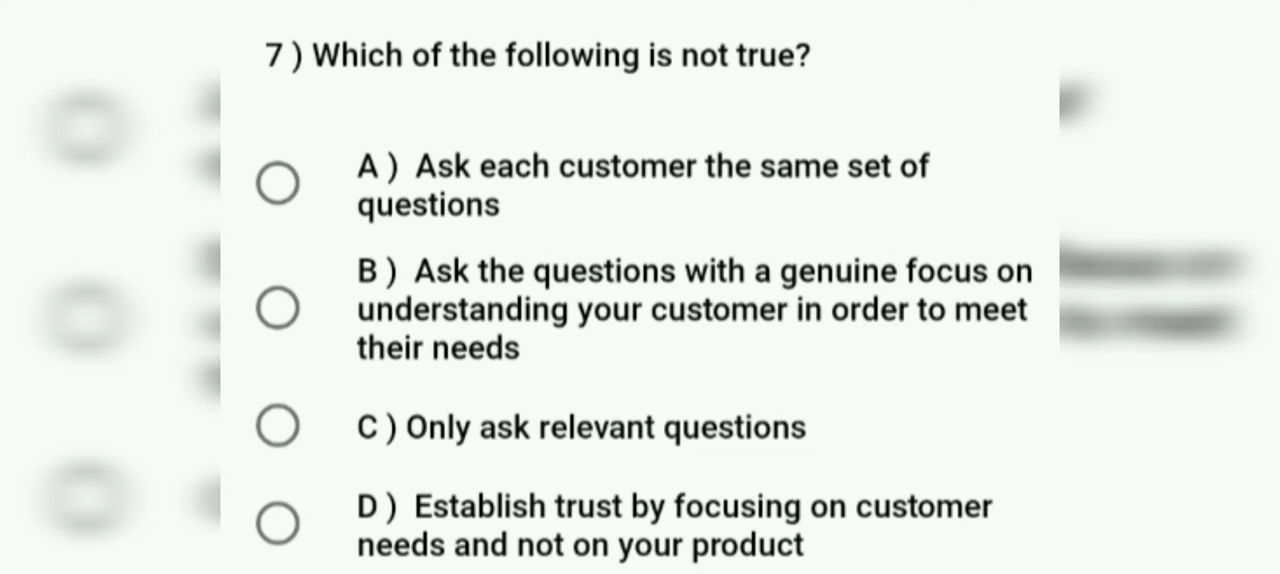 7 ) Which of the following is not true?
A ) Ask each customer the same set of
questions
B ) Ask the questions with a genuine focus on
understanding your customer in order to meet
their needs
C ) Only ask relevant questions
D ) Establish trust by focusing on customer
needs and not on your product